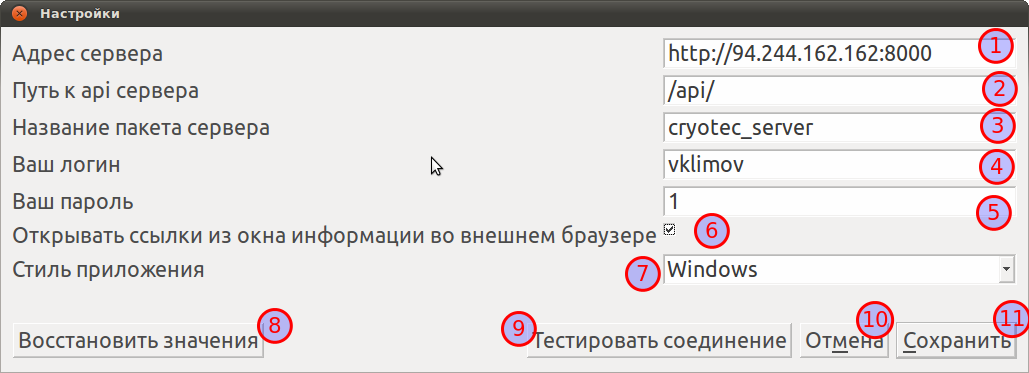 Настройки
Адрес сервера http://94.244.162.162:8000 1
Путь к api сервера /api/ 2
Название пакета сервера cryotec_server 3
Ваш логин vklimov 4
Ваш пароль 1 5
Открывать ссылки из окна информации во внешнем браузере 6
Стиль приложения 7 Windows
Восстановить значения 8 9 Тестировать соединение Отмена 10 Сохранить 11